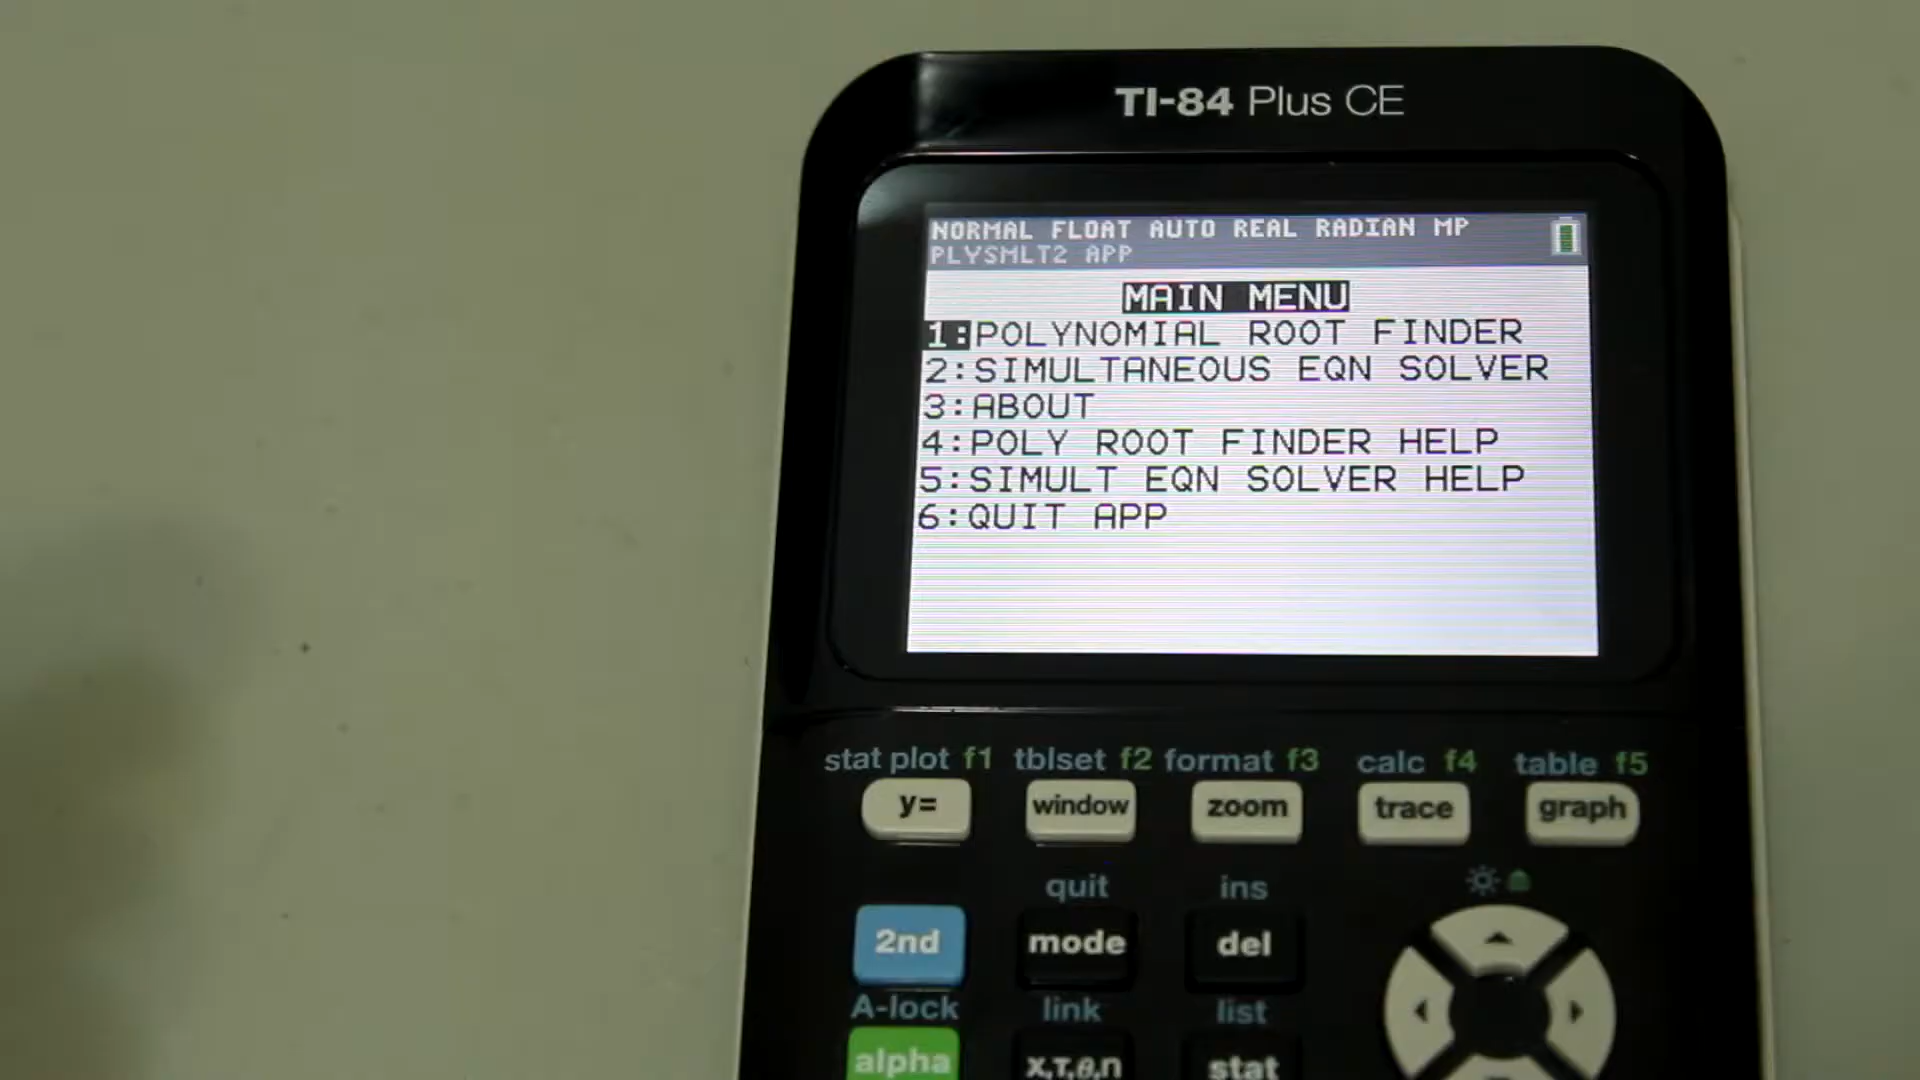 TI-84 Plus CE
NORMAL FLOAT AUTO REAL RADIAN MP
PLYSMLT2 APP
MAIN MENU
1:POLYNOMIAL ROOT FINDER
2:SIMULTANEOUS EQN SOLVER
3:ABOUT
4:POLY ROOT FINDER HELP
5:SIMULT EQN SOLVER HELP
6:QUIT APP
stat plot f1 tblset f2 format f3 calc f4 table f5
y= window zoom trace graph
quit ins
2nd mode del
A-lock link list
alpha X,T,θ,n stat